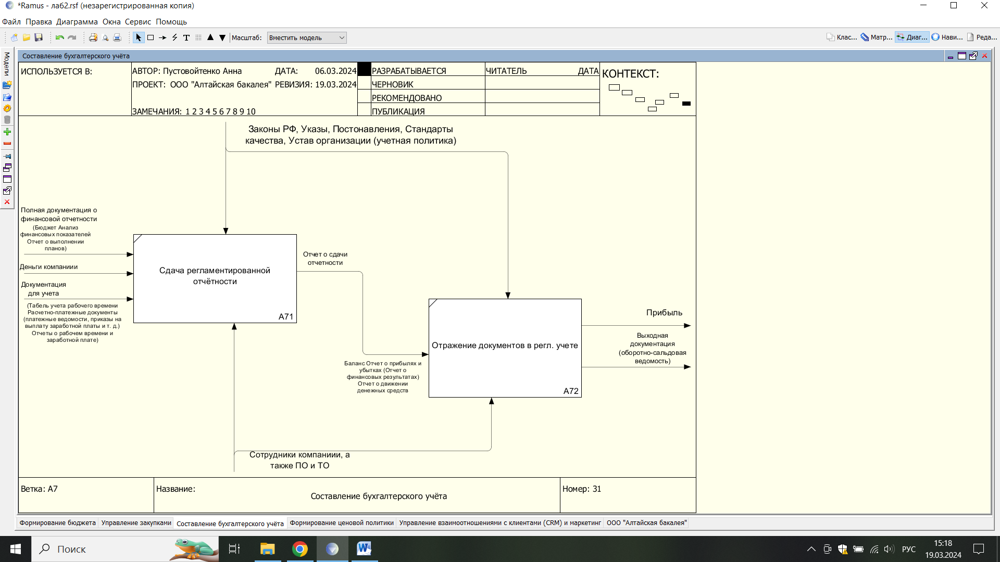 *Ramus - ла62.rsf (незарегистрированная копия)
Файл Правка Диаграмма Окна Сервис Помощь
Масштаб: Вместить модель
Клас... Матр... Диаг... Нави... Реда...
Модели
Составление бухгалтерского учёта
ИСПОЛЬЗУЕТСЯ В:
АВТОР: Пустовойтенко Анна ДАТА: 06.03.2024
ПРОЕКТ: ООО "Алтайская бакалея" РЕВИЗИЯ: 19.03.2024
ЗАМЕЧАНИЯ: 1 2 3 4 5 6 7 8 9 10
РАЗРАБАТЫВАЕТСЯ
ЧЕРНОВИК
РЕКОМЕНДОВАНО
ПУБЛИКАЦИЯ
ЧИТАТЕЛЬ ДАТА
КОНТЕКСТ:
Законы РФ, Указы, Постонавления, Стандарты
качества, Устав организации (учетная политика)
Полная документация о
финансовой отчетности
(Бюджет Анализ
финансовых показателей
Отчет о выполнении
планов)
Деньги компаниии
Документация
для учета
(Табель учета рабочего времени
Расчетно-платежные документы
(платежные ведомости, приказы на
выплату заработной платы и т. д.)
Отчеты о рабочем времени и
заработной плате)
Сдача регламентированной
отчётности
A71
Отчет о сдачи
отчетности
Баланс Отчет о прибылях и
убытках (Отчет о
финансовых результатах)
Отчет о движении
денежных средств
Отражение документов в регл. учете
A72
Прибыль
Выходная
документация
(оборотно-сальдовая
ведомость)
Сотрудники компаниии, а
также ПО и ТО
Ветка: A7
Название:
Составление бухгалтерского учёта
Номер: 31
Формирование бюджета Управление закупками Составление бухгалтерского учёта Формирование ценовой политики Управление взаимоотношениями с клиентами (CRM) и маркетинг ООО "Алтайская бакалея"
Поиск
РУС
15:18
19.03.2024